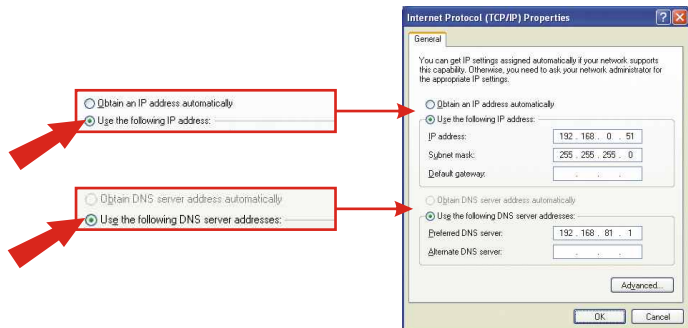 Obtain an IP address automatically
Use the following IP address:
Obtain DNS server address automatically
Use the following DNS server addresses:
Internet Protocol (TCP/IP) Properties
General
You can get IP settings assigned automatically if your network supports
this capability. Otherwise, you need to ask your network administrator for
the appropriate IP settings.
Obtain an IP address automatically
Use the following IP address:
IP address: 192 . 168 . 0 . 51
Subnet mask: 255 . 255 . 255 . 0
Default gateway: . . .
Obtain DNS server address automatically
Use the following DNS server addresses:
Preferred DNS server: 192 . 168 . 81 . 1
Alternate DNS server: . . .
Advanced...
OK Cancel